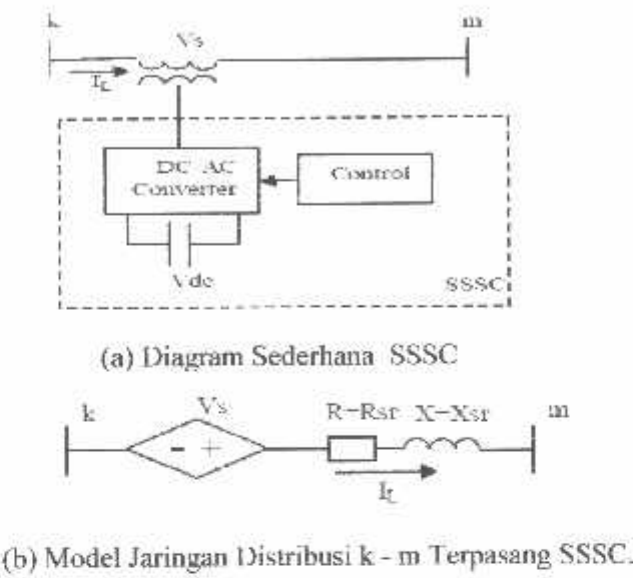 k
m
Vs
IL
DC AC
Converter
Control
Vdc
SSSC
(a) Diagram Sederhana SSSC
k
Vs
- +
R-Rsr X-Xsr
m
IL
(b) Model Jaringan Distribusi k - m Terpasang SSSC.